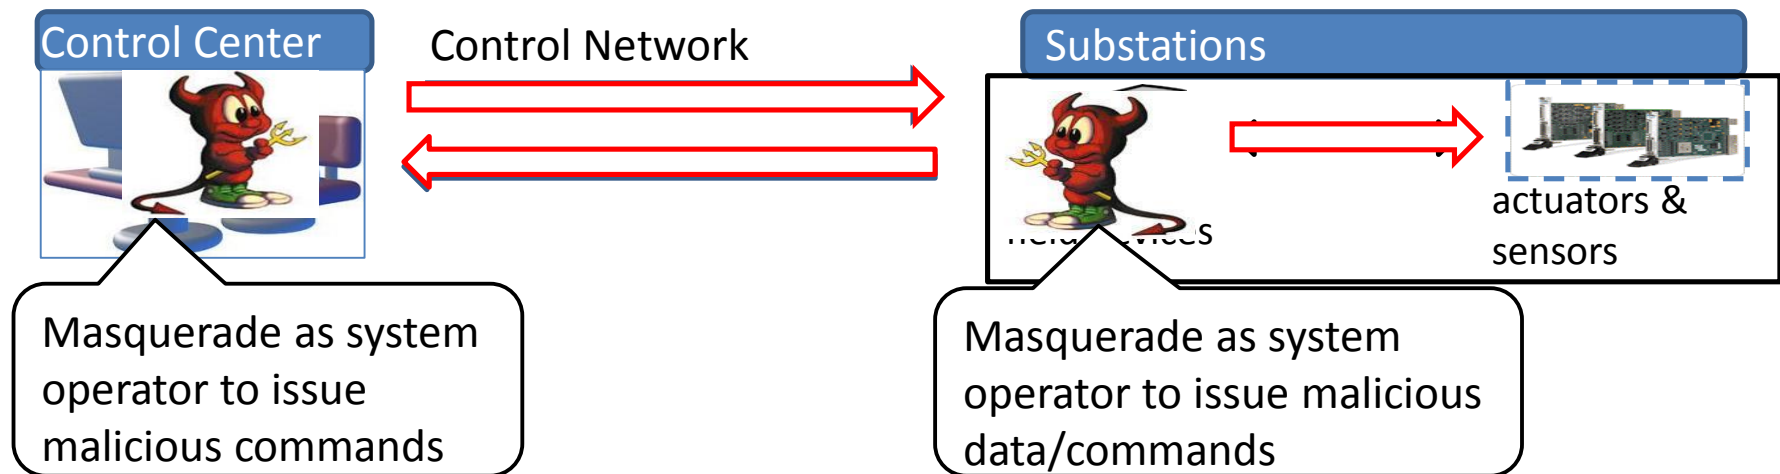 Control Center
Control Network
Substations
actuators &
sensors
Masquerade as system
operator to issue
malicious commands
Masquerade as system
operator to issue malicious
data/commands